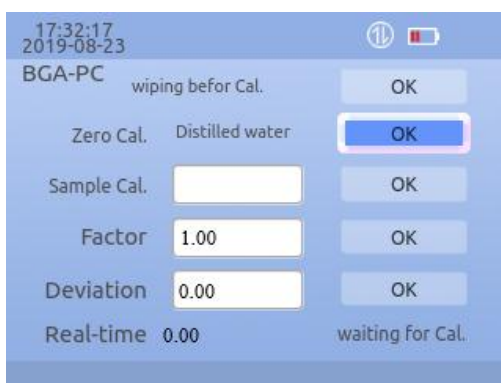 17:32:17
2019-08-23
BGA-PC wiping befor Cal. OK
Zero Cal. Distilled water OK
Sample Cal. OK
Factor 1.00 OK
Deviation 0.00 OK
Real-time 0.00 waiting for Cal.